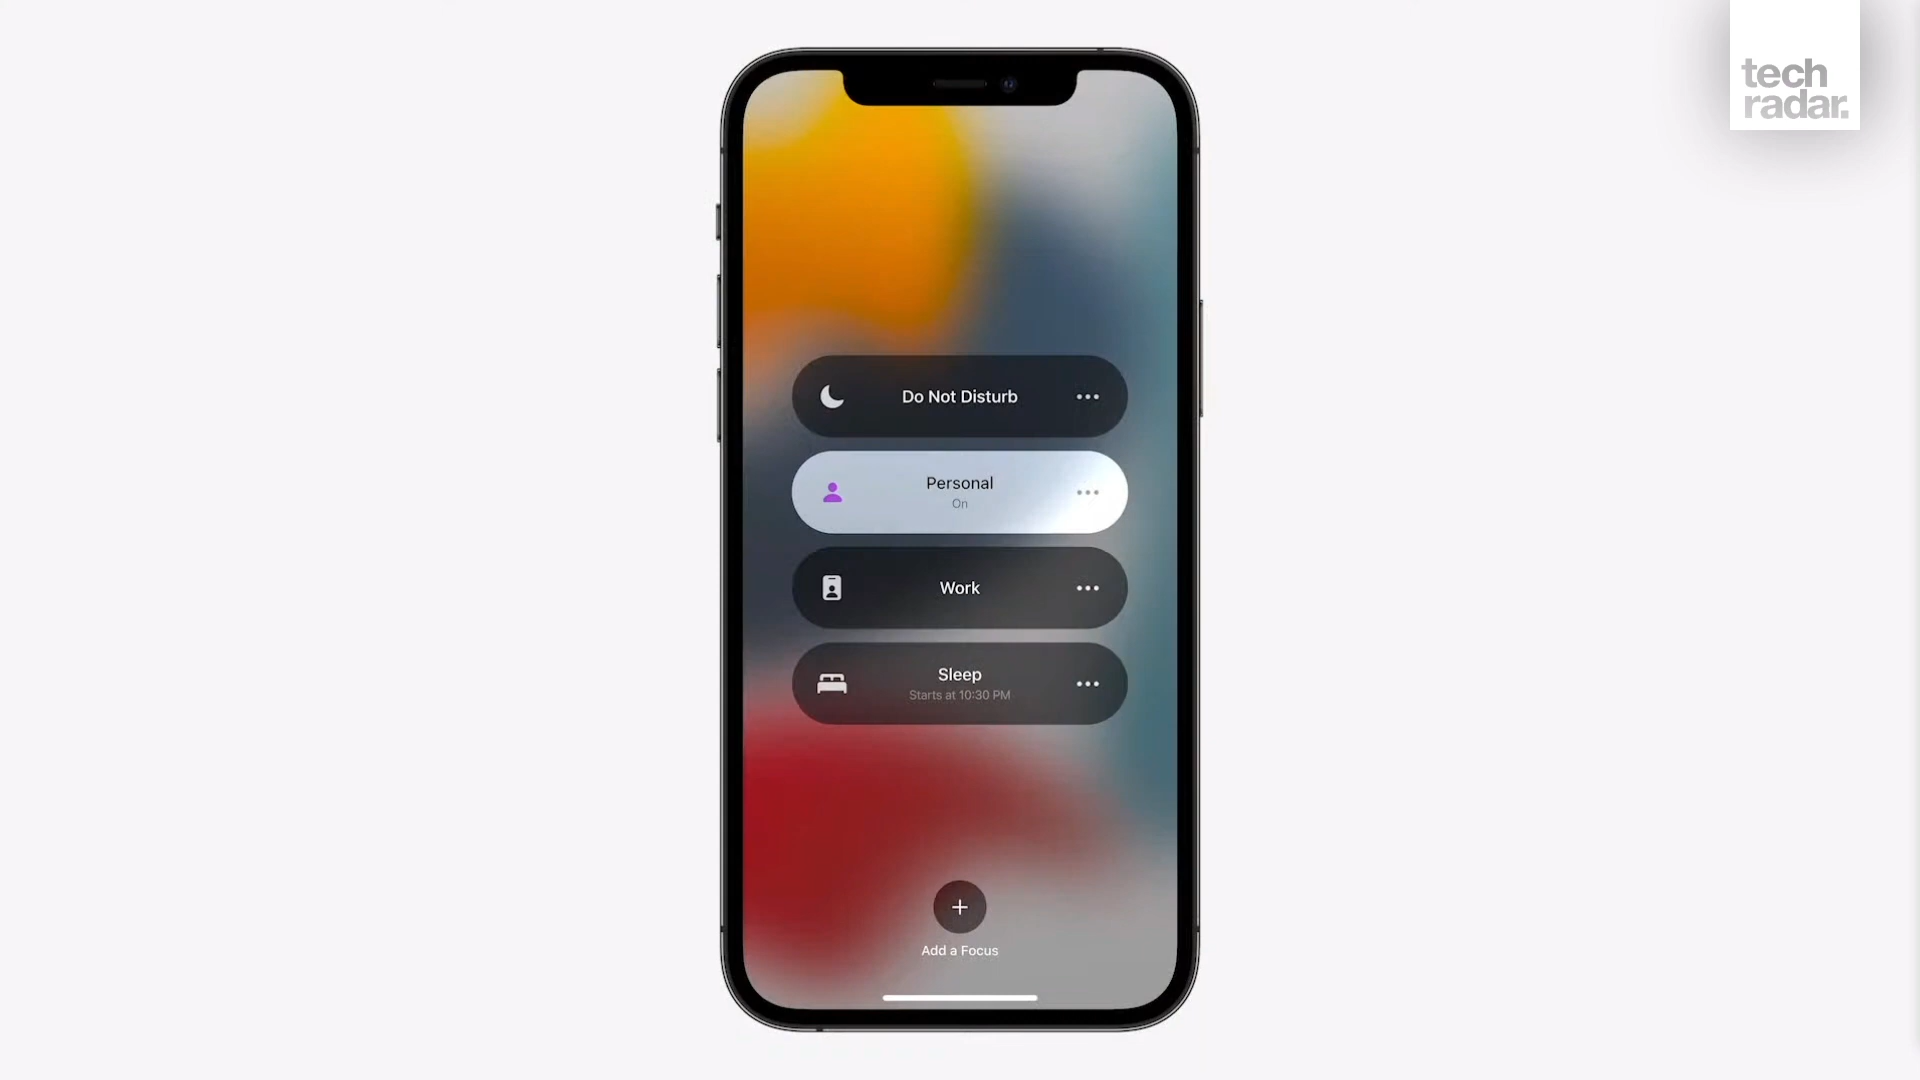 tech
radar.
Do Not Disturb
Personal
On
Work
Sleep
Starts at 10:30 PM
Add a Focus